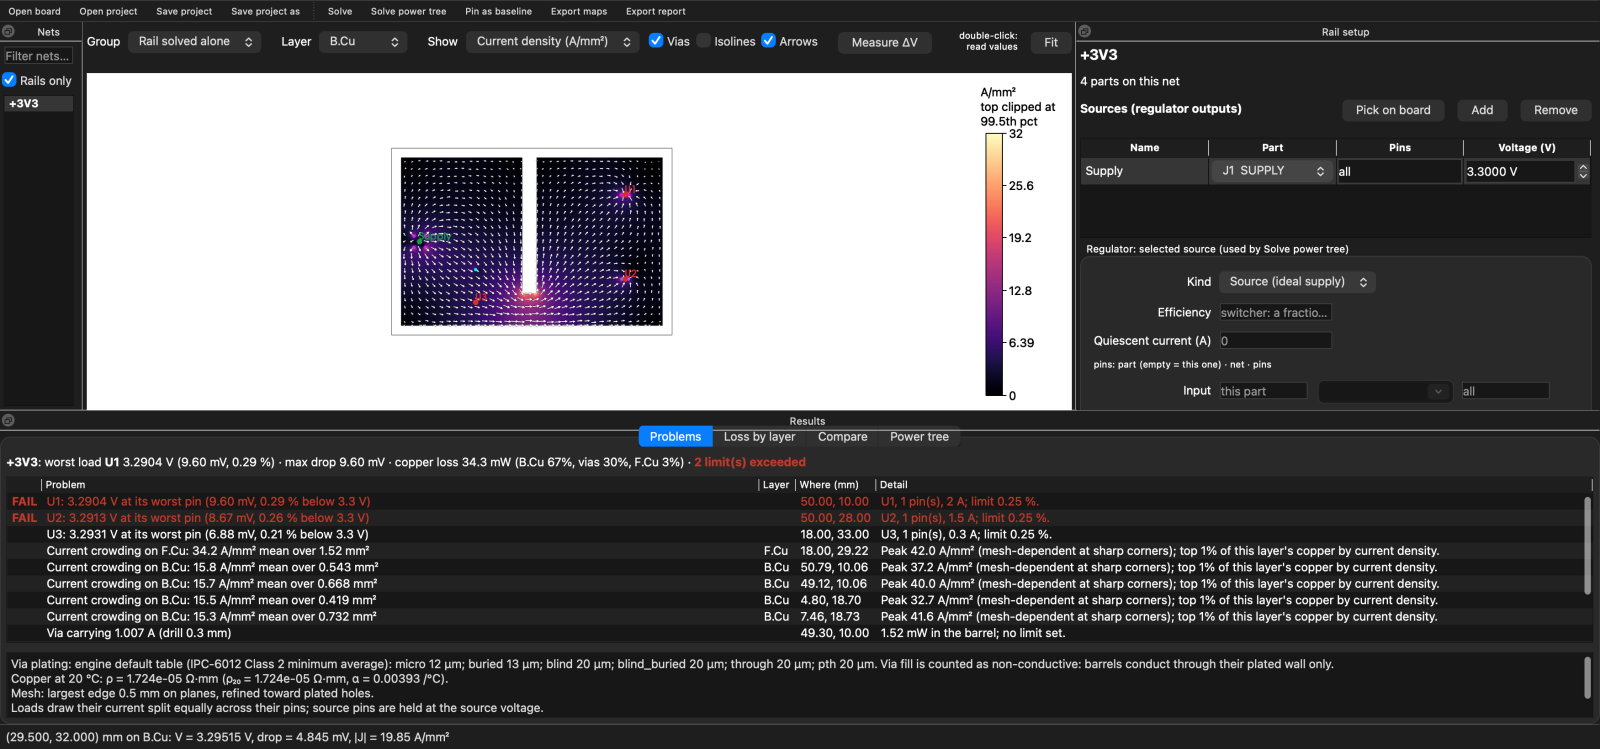 Open board Open project Save project Save project as Solve Solve power tree Pin as baseline Export maps Export report
Nets
Filter nets...
Rails only
+3V3
Group Rail solved alone Layer B.Cu Show Current density (A/mm²) Vias Isolines Arrows Measure ΔV double-click: read values Fit
A/mm²
top clipped at
99.5th pct
32
25.6
19.2
12.8
6.39
0
Supply
U1
U2
U3
Rail setup
+3V3
4 parts on this net
Sources (regulator outputs) Pick on board Add Remove
Name Part Pins Voltage (V)
Supply J1 SUPPLY all 3.3000 V
Regulator: selected source (used by Solve power tree)
Kind Source (ideal supply)
Efficiency switcher: a fractio...
Quiescent current (A) 0
pins: part (empty = this one) · net · pins
Input this part all
Results
Problems Loss by layer Compare Power tree
+3V3: worst load U1 3.2904 V (9.60 mV, 0.29 %) · max drop 9.60 mV · copper loss 34.3 mW (B.Cu 67%, vias 30%, F.Cu 3%) · 2 limit(s) exceeded
Problem Layer Where (mm) Detail
FAIL U1: 3.2904 V at its worst pin (9.60 mV, 0.29 % below 3.3 V) 50.00, 10.00 U1, 1 pin(s), 2 A; limit 0.25 %.
FAIL U2: 3.2913 V at its worst pin (8.67 mV, 0.26 % below 3.3 V) 50.00, 28.00 U2, 1 pin(s), 1.5 A; limit 0.25 %.
U3: 3.2931 V at its worst pin (6.88 mV, 0.21 % below 3.3 V) 18.00, 33.00 U3, 1 pin(s), 0.3 A; limit 0.25 %.
Current crowding on F.Cu: 34.2 A/mm² mean over 1.52 mm² F.Cu 18.00, 29.22 Peak 42.0 A/mm² (mesh-dependent at sharp corners); top 1% of this layer's copper by current density.
Current crowding on B.Cu: 15.8 A/mm² mean over 0.543 mm² B.Cu 50.79, 10.06 Peak 37.2 A/mm² (mesh-dependent at sharp corners); top 1% of this layer's copper by current density.
Current crowding on B.Cu: 15.7 A/mm² mean over 0.668 mm² B.Cu 49.12, 10.06 Peak 40.0 A/mm² (mesh-dependent at sharp corners); top 1% of this layer's copper by current density.
Current crowding on B.Cu: 15.5 A/mm² mean over 0.419 mm² B.Cu 4.80, 18.70 Peak 32.7 A/mm² (mesh-dependent at sharp corners); top 1% of this layer's copper by current density.
Current crowding on B.Cu: 15.3 A/mm² mean over 0.732 mm² B.Cu 7.46, 18.73 Peak 41.6 A/mm² (mesh-dependent at sharp corners); top 1% of this layer's copper by current density.
Via carrying 1.007 A (drill 0.3 mm) 49.30, 10.00 1.52 mW in the barrel; no limit set.
Via plating: engine default table (IPC-6012 Class 2 minimum average): micro 12 µm; buried 13 µm; blind 20 µm; blind_buried 20 µm; through 20 µm; pth 20 µm. Via fill is counted as non-conductive: barrels conduct through their plated wall only.
Copper at 20 °C: ρ = 1.724e-05 Ω·mm (ρ₂₀ = 1.724e-05 Ω·mm, α = 0.00393 /°C).
Mesh: largest edge 0.5 mm on planes, refined toward plated holes.
Loads draw their current split equally across their pins; source pins are held at the source voltage.
(29.500, 32.000) mm on B.Cu: V = 3.29515 V, drop = 4.845 mV, |J| = 19.85 A/mm²